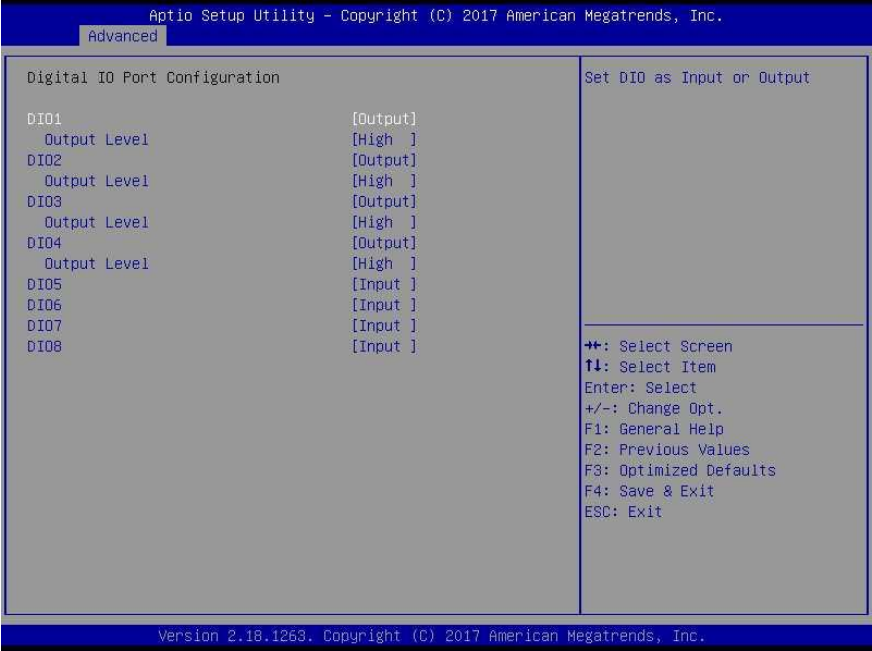 Aptio Setup Utility – Copyright (C) 2017 American Megatrends, Inc.
Advanced
Digital IO Port Configuration
DIO1 [Output]
Output Level [High ]
DIO2 [Output]
Output Level [High ]
DIO3 [Output]
Output Level [High ]
DIO4 [Output]
Output Level [High ]
DIO5 [Input ]
DIO6 [Input ]
DIO7 [Input ]
DIO8 [Input ]
Set DIO as Input or Output
→←: Select Screen
↑↓: Select Item
Enter: Select
+/-: Change Opt.
F1: General Help
F2: Previous Values
F3: Optimized Defaults
F4: Save & Exit
ESC: Exit
Version 2.18.1263. Copyright (C) 2017 American Megatrends, Inc.